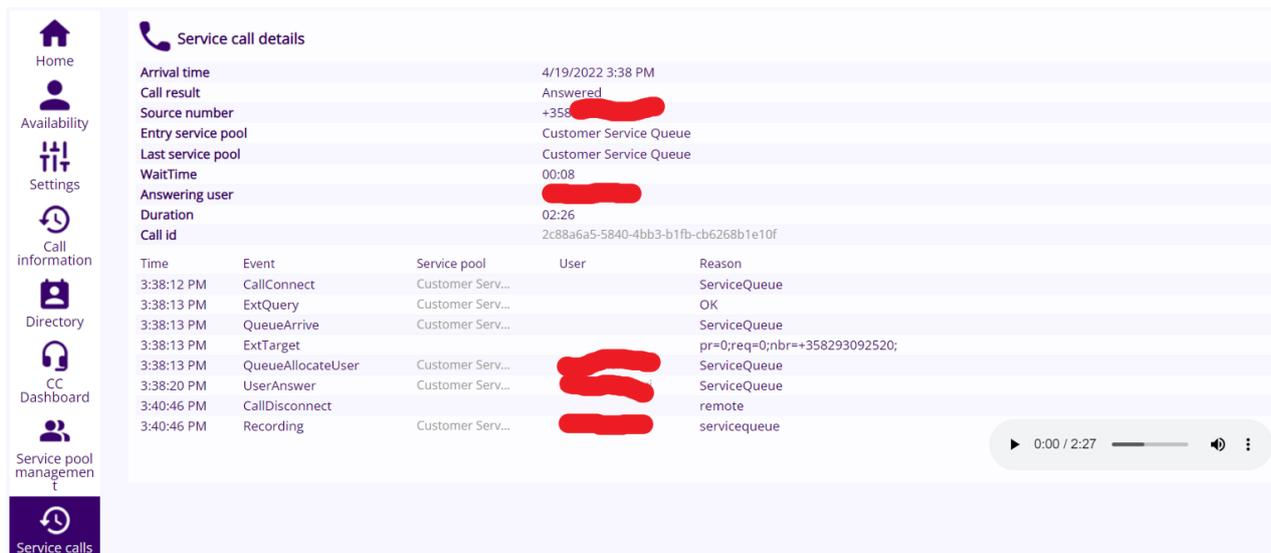 Home
Availability
Settings
Call
information
Directory
CC
Dashboard
Service pool
managemen
t
Service calls
Service call details
Arrival time 4/19/2022 3:38 PM
Call result Answered
Source number +358
Entry service pool Customer Service Queue
Last service pool Customer Service Queue
WaitTime 00:08
Answering user
Duration 02:26
Call id 2c88a6a5-5840-4bb3-b1fb-cb6268b1e10f
Time Event Service pool User Reason
3:38:12 PM CallConnect Customer Serv... ServiceQueue
3:38:13 PM ExtQuery Customer Serv... OK
3:38:13 PM QueueArrive Customer Serv... ServiceQueue
3:38:13 PM ExtTarget pr=0;req=0;nbr=+358293092520;
3:38:13 PM QueueAllocateUser Customer Serv... ServiceQueue
3:38:20 PM UserAnswer Customer Serv... ServiceQueue
3:40:46 PM CallDisconnect remote
3:40:46 PM Recording Customer Serv... servicequeue
0:00 / 2:27